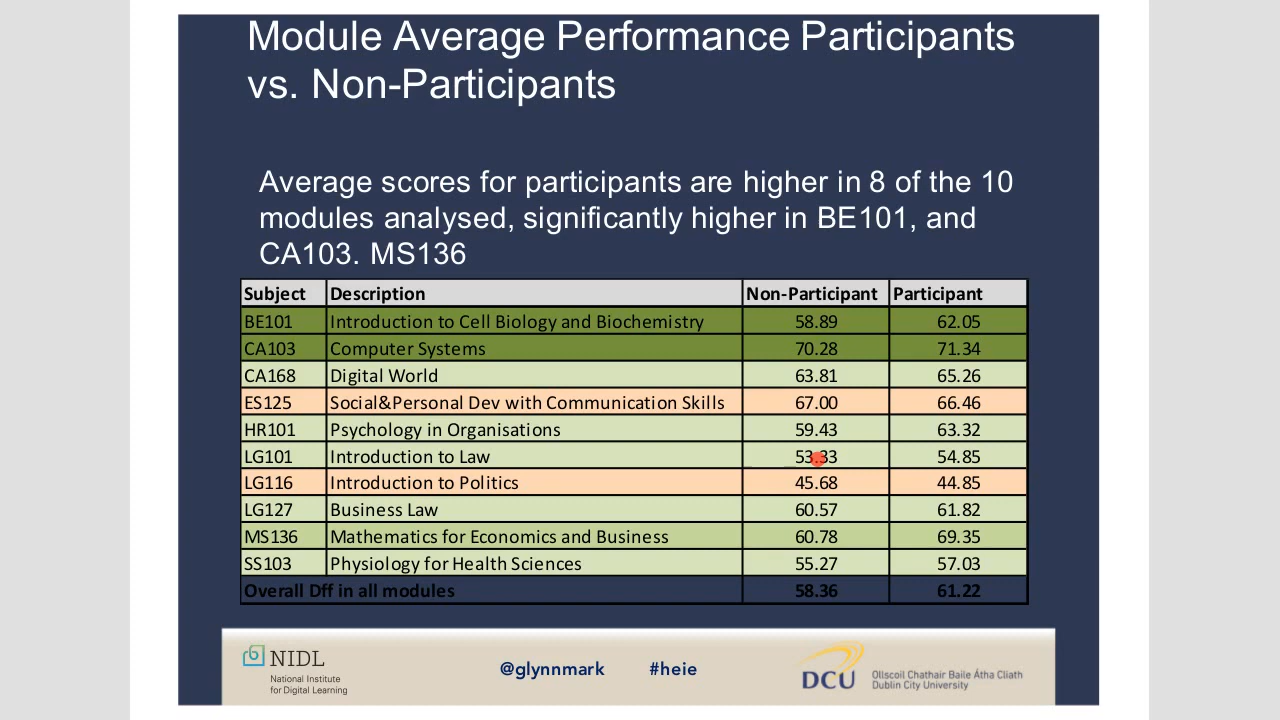 Module Average Performance Participants
vs. Non-Participants
Average scores for participants are higher in 8 of the 10
modules analysed, significantly higher in BE101, and
CA103. MS136
Subject Description Non-Participant Participant
BE101 Introduction to Cell Biology and Biochemistry 58.89 62.05
CA103 Computer Systems 70.28 71.34
CA168 Digital World 63.81 65.26
ES125 Social&Personal Dev with Communication Skills 67.00 66.46
HR101 Psychology in Organisations 59.43 63.32
LG101 Introduction to Law 53.33 54.85
LG116 Introduction to Politics 45.68 44.85
LG127 Business Law 60.57 61.82
MS136 Mathematics for Economics and Business 60.78 69.35
SS103 Physiology for Health Sciences 55.27 57.03
Overall Dff in all modules 58.36 61.22
NIDL
National Institute
for Digital Learning
@glynnmark #heie
DCU
Ollscoil Chathair Baile Átha Cliath
Dublin City University